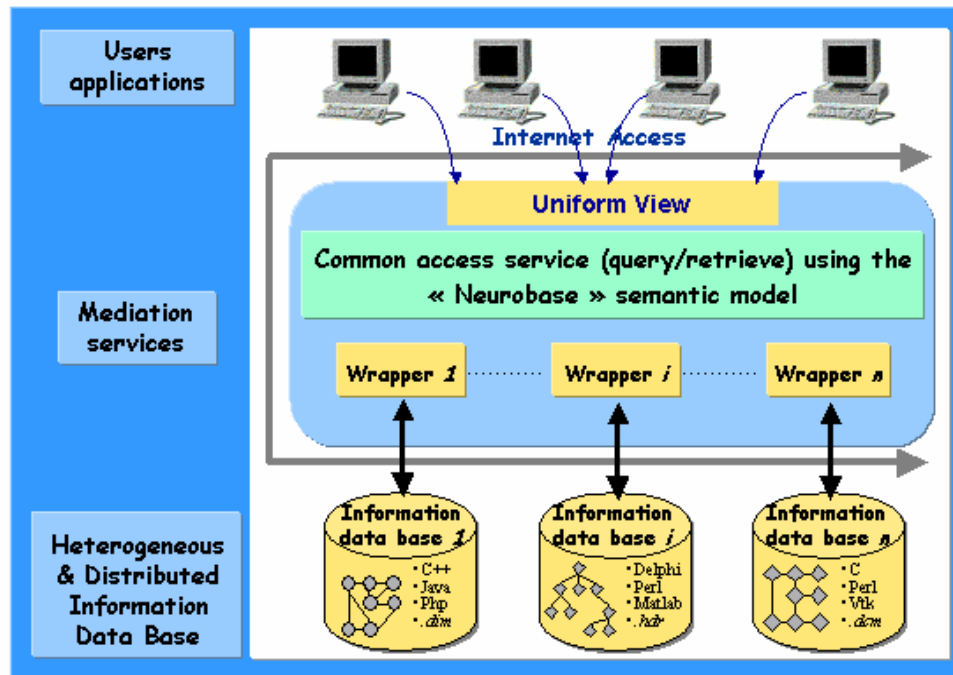 Users
applications
Internet Access
Uniform View
Common access service (query/retrieve) using the
« Neurobase » semantic model
Mediation
services
Wrapper 1
Wrapper i
Wrapper n
Heterogeneous
& Distributed
Information
Data Base
Information
data base 1
• C++
• Java
• Php
• .dim
Information
data base i
• Delphi
• Perl
• Matlab
• .hdr
Information
data base n
• C
• Perl
• Vtk
• .dcm